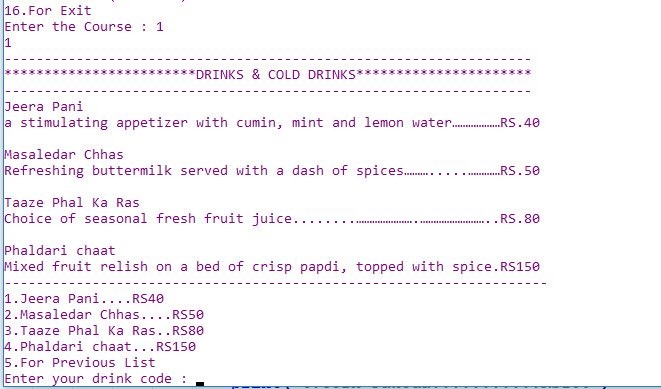 16.For Exit
Enter the Course : 1
1
------------------------------------------------------------------
************************DRINKS & COLD DRINKS**********************
------------------------------------------------------------------
Jeera Pani
a stimulating appetizer with cumin, mint and lemon water………………RS.40
Masaledar Chhas
Refreshing buttermilk served with a dash of spices……….....…………RS.50
Taaze Phal Ka Ras
Choice of seasonal fresh fruit juice........…………………….……………………..RS.80
Phaldari chaat
Mixed fruit relish on a bed of crisp papdi, topped with spice.RS150
--------------------------------------------------------------------
1.Jeera Pani....RS40
2.Masaledar Chhas....RS50
3.Taaze Phal Ka Ras..RS80
4.Phaldari chaat...RS150
5.For Previous List
Enter your drink code :